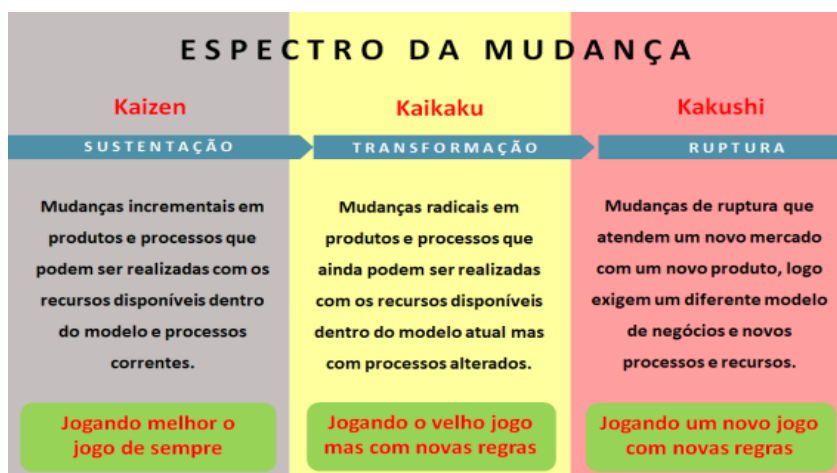 ESPECTRO DA MUDANÇA
Kaizen
SUSTENTAÇÃO
Mudanças incrementais em
produtos e processos que
podem ser realizadas com os
recursos disponíveis dentro
do modelo e processos
correntes.
Jogando melhor o
jogo de sempre
Kaikaku
TRANSFORMAÇÃO
Mudanças radicais em
produtos e processos que
ainda podem ser realizadas
com os recursos disponíveis
dentro do modelo atual mas
com processos alterados.
Jogando o velho jogo
mas com novas regras
Kakushi
RUPTURA
Mudanças de ruptura que
atendem um novo mercado
com um novo produto, logo
exigem um diferente modelo
de negócios e novos
processos e recursos.
Jogando um novo jogo
com novas regras